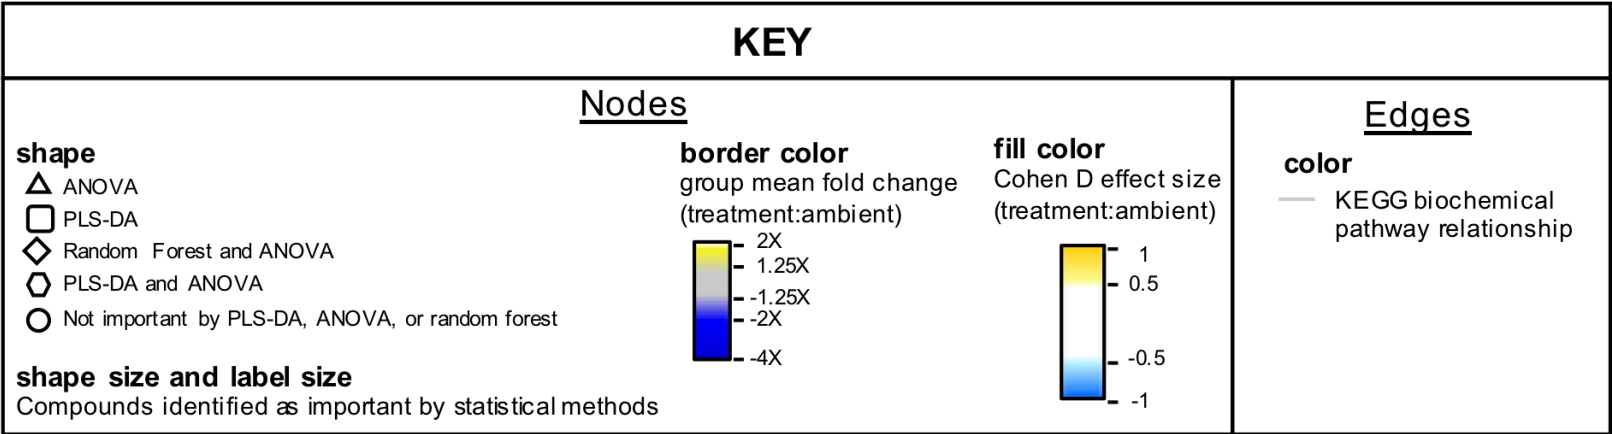 KEY
Nodes
shape
ANOVA
PLS-DA
Random Forest and ANOVA
PLS-DA and ANOVA
Not important by PLS-DA, ANOVA, or random forest
shape size and label size
Compounds identified as important by statistical methods
border color
group mean fold change
(treatment:ambient)
2X
1.25X
-1.25X
-2X
-4X
fill color
Cohen D effect size
(treatment:ambient)
1
0.5
-0.5
-1
Edges
color
KEGG biochemical
pathway relationship